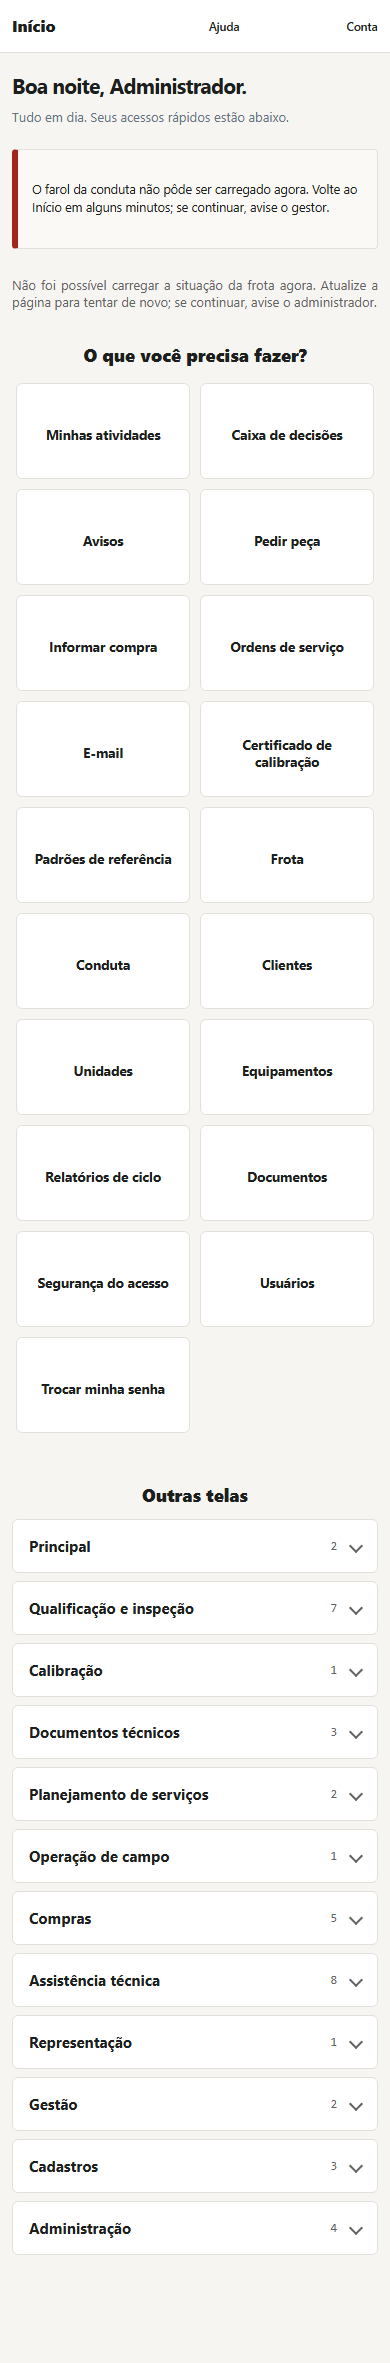 Início
Ajuda
Conta
Boa noite, Administrador.
Tudo em dia. Seus acessos rápidos estão abaixo.
O farol da conduta não pôde ser carregado agora. Volte ao
Início em alguns minutos; se continuar, avise o gestor.
Não foi possível carregar a situação da frota agora. Atualize a
página para tentar de novo; se continuar, avise o administrador.
O que você precisa fazer?
Minhas atividades
Caixa de decisões
Avisos
Pedir peça
Informar compra
Ordens de serviço
E-mail
Certificado de
calibração
Padrões de referência
Frota
Conduta
Clientes
Unidades
Equipamentos
Relatórios de ciclo
Documentos
Segurança do acesso
Usuários
Trocar minha senha
Outras telas
Principal 2
Qualificação e inspeção 7
Calibração 1
Documentos técnicos 3
Planejamento de serviços 2
Operação de campo 1
Compras 5
Assistência técnica 8
Representação 1
Gestão 2
Cadastros 3
Administração 4